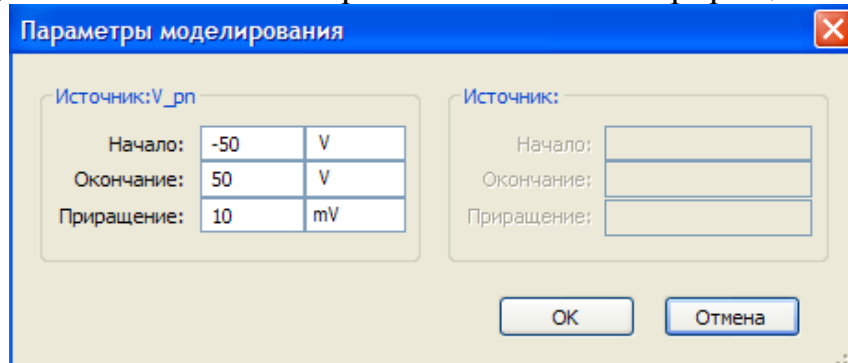 Параметры моделирования
Источник:V_pn
Начало: -50 V
Окончание: 50 V
Приращение: 10 mV
Источник:
Начало:
Окончание:
Приращение:
OK Отмена